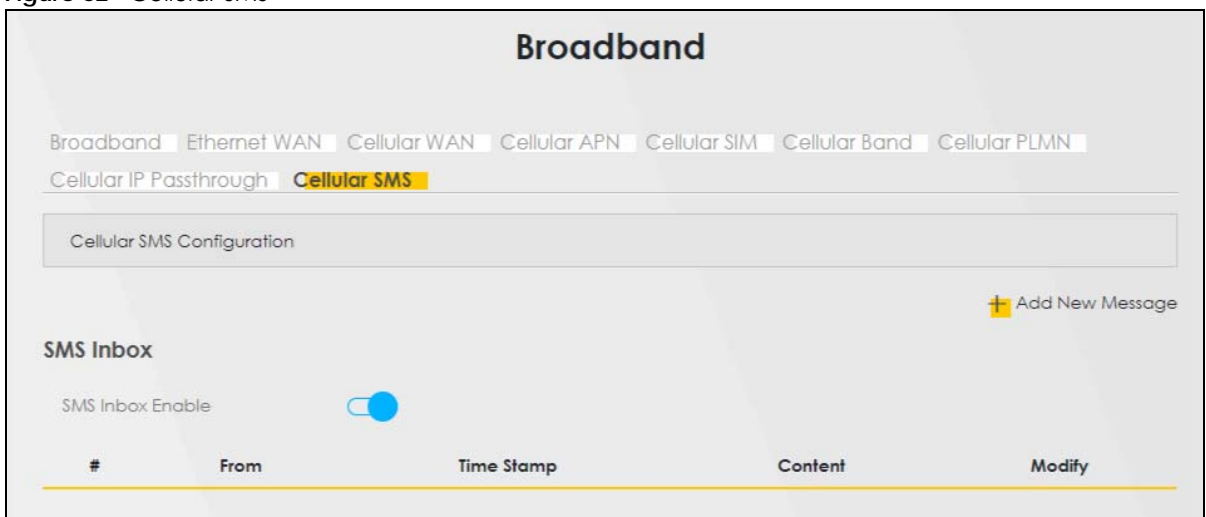 Broadband
Broadband Ethernet WAN Cellular WAN Cellular APN Cellular SIM Cellular Band Cellular PLMN
Cellular IP Passthrough Cellular SMS
Cellular SMS Configuration
+ Add New Message
SMS Inbox
SMS Inbox Enable
# From Time Stamp Content Modify